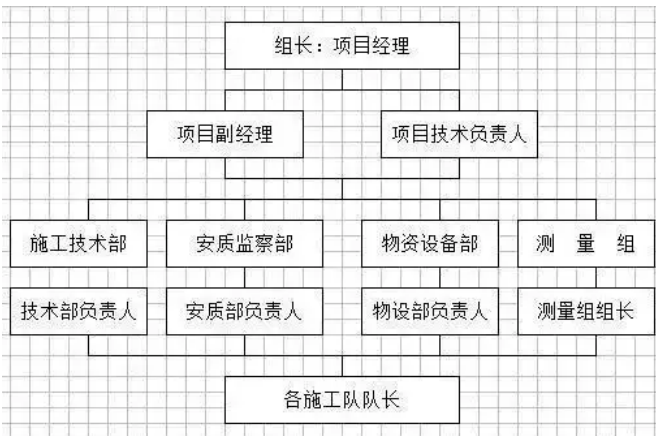 组长：项目经理
项目副经理
项目技术负责人
施工技术部
安质监察部
物资设备部
测 量 组
技术部负责人
安质部负责人
物设部负责人
测量组组长
各施工队队长